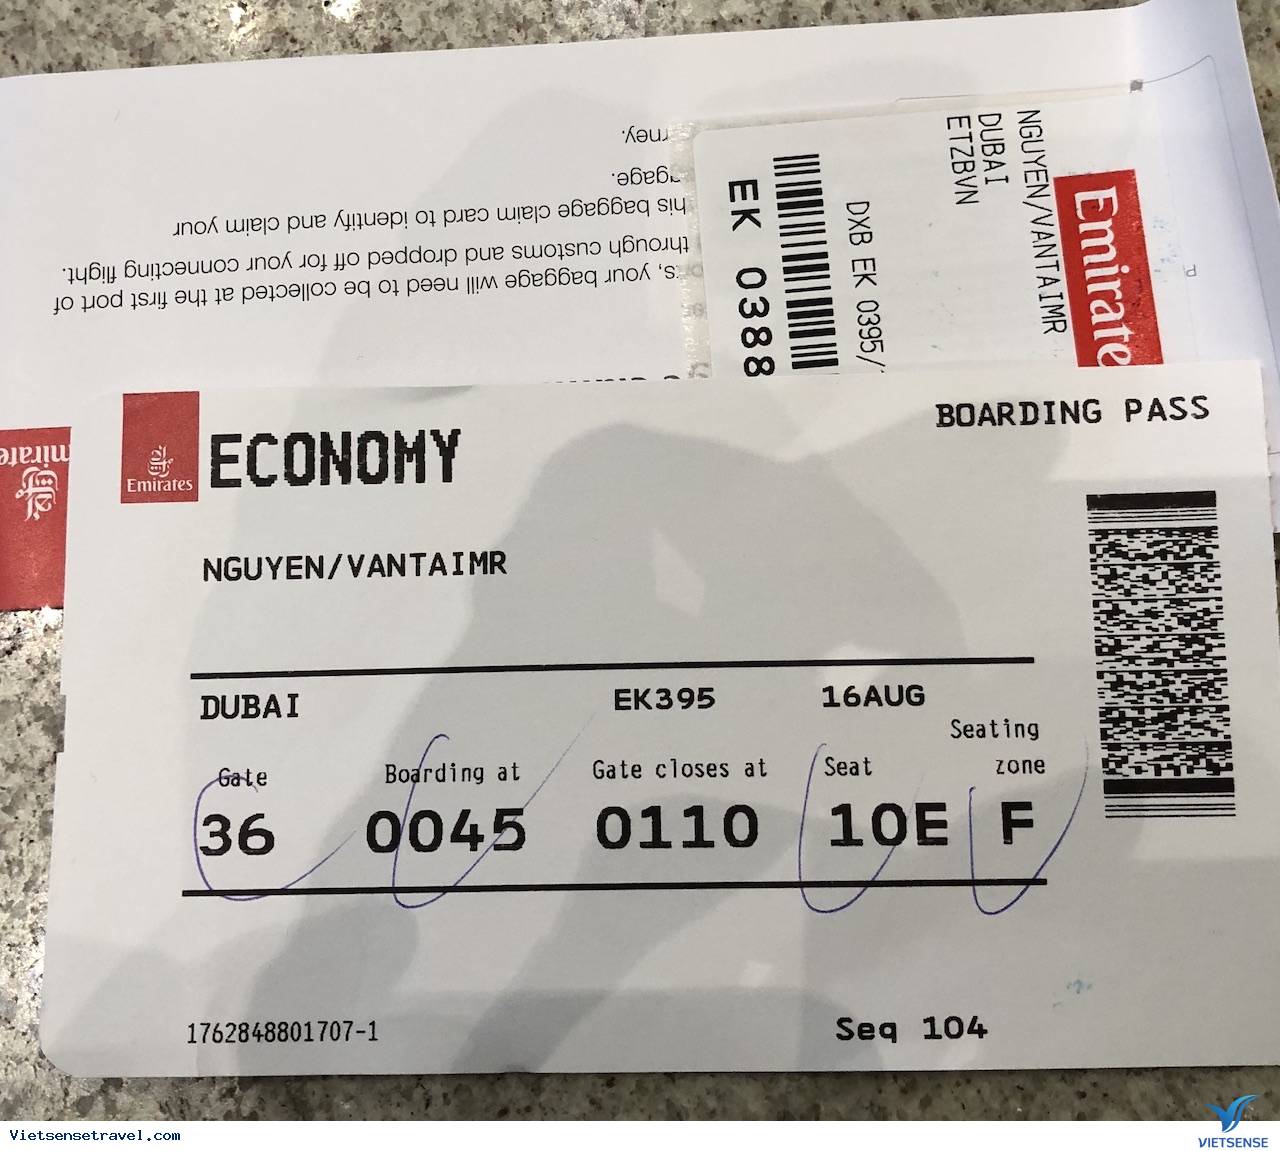 rney.
ggage.
his baggage claim card to identify and claim your
through customs and dropped off for your connecting flight.
s, your baggage will need to be collected at the first port of
Emirate
NGUYEN/VANTAIMR
DUBAI
ETZBVN
DXB EK 0395/
EK 0388
Emirates
ECONOMY
BOARDING PASS
NGUYEN/VANTAIMR
DUBAI EK395 16AUG
Gate Boarding at Gate closes at Seat Seating zone
36 0045 0110 10E F
1762848801707-1 Seq 104
mirate
Vietsensetravel.com
VIETSENSE